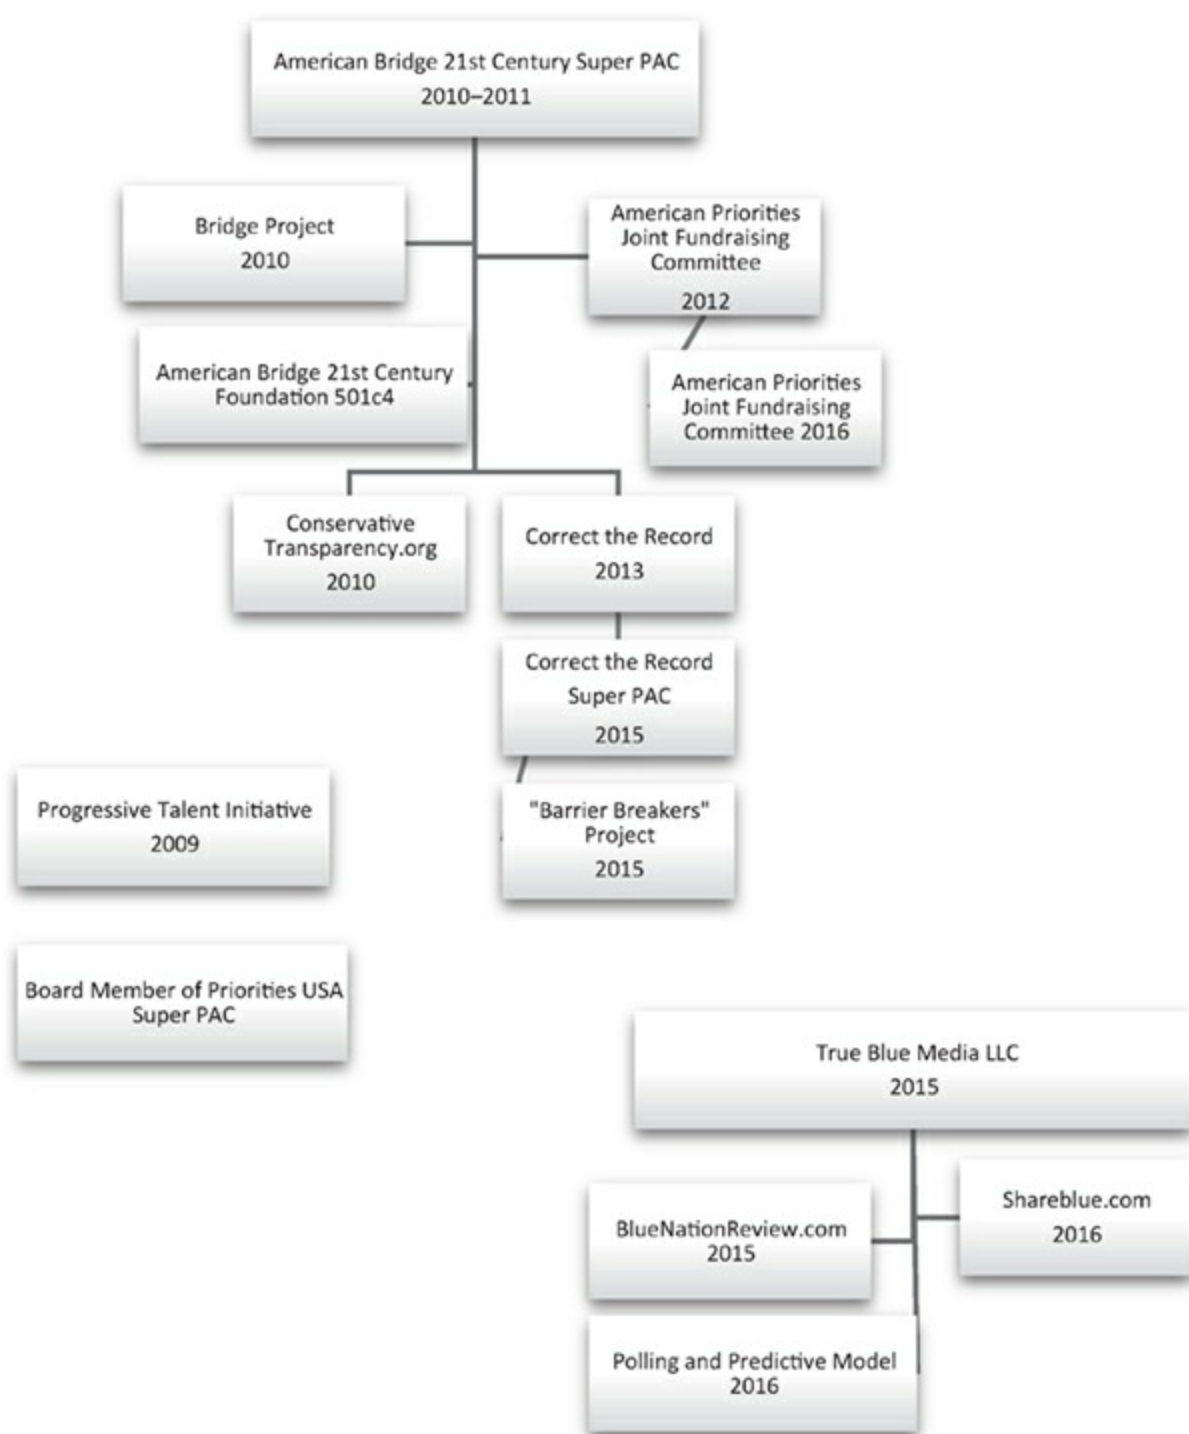 American Bridge 21st Century Super PAC
2010–2011
Bridge Project
2010
American Priorities
Joint Fundraising
Committee
2012
American Bridge 21st Century
Foundation 501c4
American Priorities
Joint Fundraising
Committee 2016
Conservative
Transparency.org
2010
Correct the Record
2013
Correct the Record
Super PAC
2015
"Barrier Breakers"
Project
2015
Progressive Talent Initiative
2009
Board Member of Priorities USA
Super PAC
True Blue Media LLC
2015
BlueNationReview.com
2015
Shareblue.com
2016
Polling and Predictive Model
2016